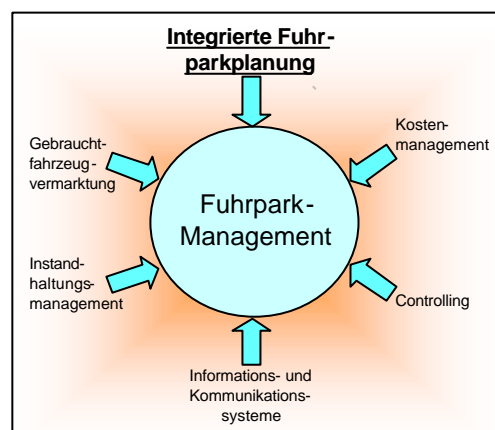 Integrierte Fuhr-
parkplanung
Gebraucht-
fahrzeug-
vermarktung
Kosten-
management
Fuhrpark-
Management
Instand-
haltungs-
management
Controlling
Informations- und
Kommunikations-
systeme